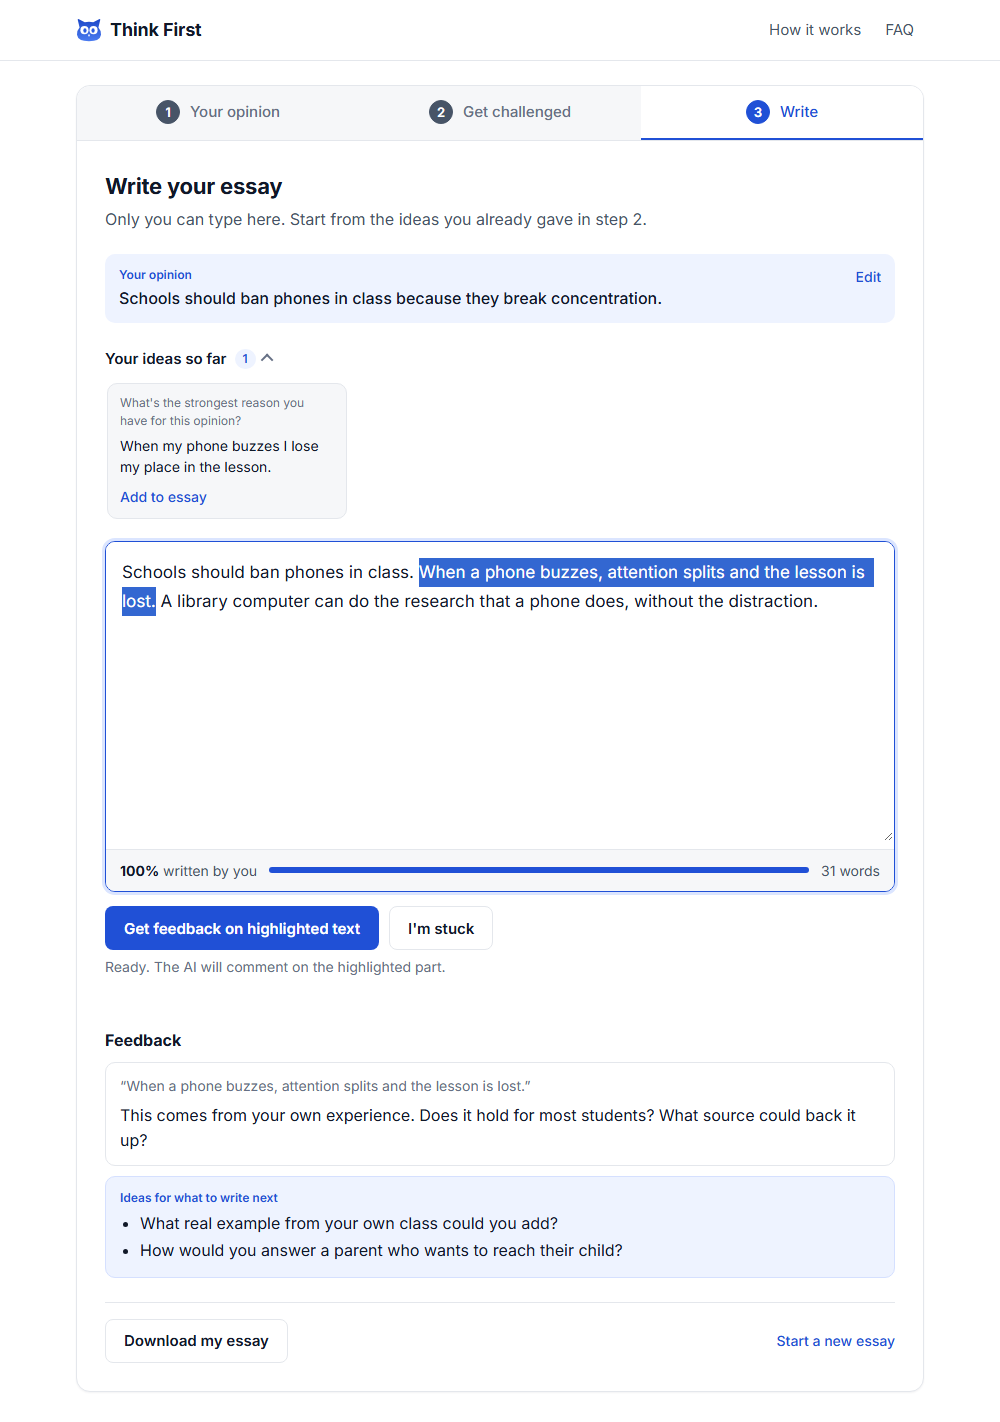 Think First
How it works
FAQ
1 Your opinion
2 Get challenged
3 Write
Write your essay
Only you can type here. Start from the ideas you already gave in step 2.
Your opinion
Edit
Schools should ban phones in class because they break concentration.
Your ideas so far 1
What's the strongest reason you
have for this opinion?
When my phone buzzes I lose
my place in the lesson.
Add to essay
Schools should ban phones in class. When a phone buzzes, attention splits and the lesson is
lost. A library computer can do the research that a phone does, without the distraction.
100% written by you
31 words
Get feedback on highlighted text
I'm stuck
Ready. The AI will comment on the highlighted part.
Feedback
“When a phone buzzes, attention splits and the lesson is lost.”
This comes from your own experience. Does it hold for most students? What source could back it
up?
Ideas for what to write next
• What real example from your own class could you add?
• How would you answer a parent who wants to reach their child?
Download my essay
Start a new essay